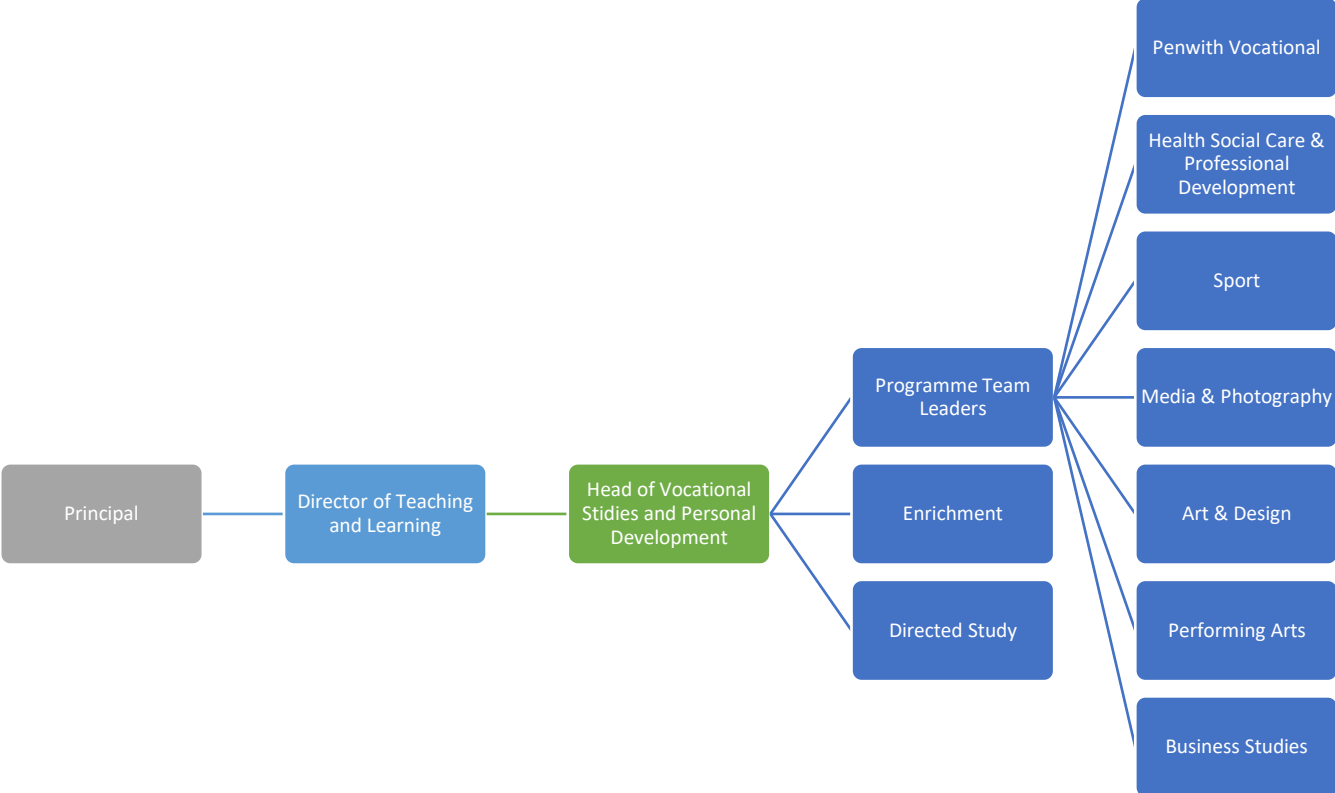 Principal
Director of Teaching
and Learning
Head of Vocational
Stidies and Personal
Development
Programme Team
Leaders
Enrichment
Directed Study
Penwith Vocational
Health Social Care &
Professional
Development
Sport
Media & Photography
Art & Design
Performing Arts
Business Studies